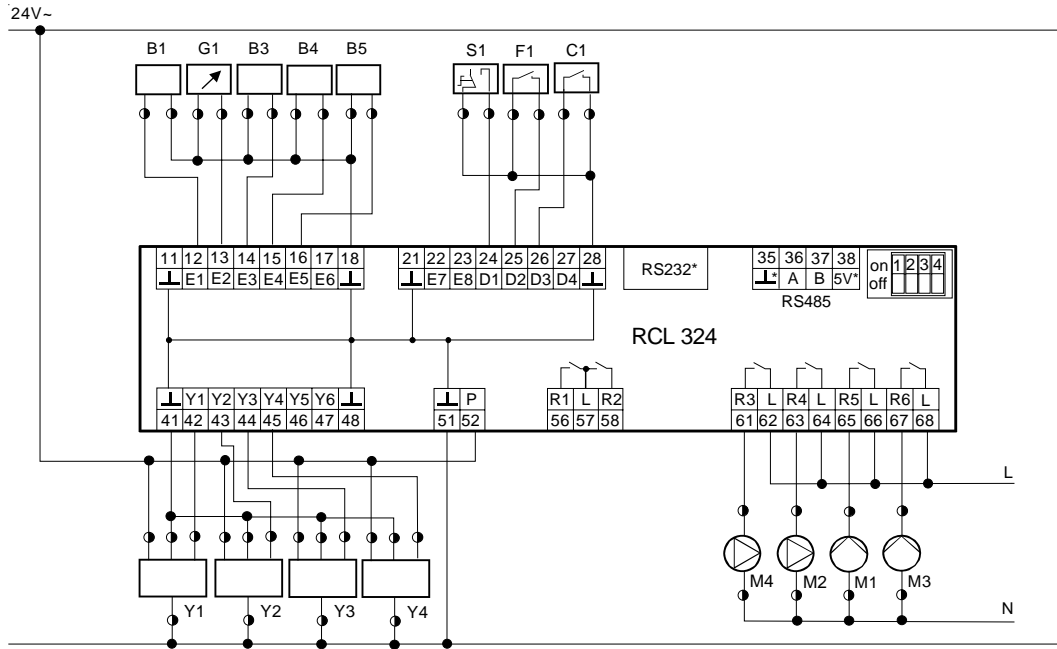 24V~
B1 G1 B3 B4 B5 S1 F1 C1
11 12 13 14 15 16 17 18 21 22 23 24 25 26 27 28 RS232* 35 36 37 38 on 1 2 3 4
E1 E2 E3 E4 E5 E6 E7 E8 D1 D2 D3 D4 * A B 5V* off
RS485
RCL 324
Y1 Y2 Y3 Y4 Y5 Y6 P R1 L R2 R3 L R4 L R5 L R6 L
41 42 43 44 45 46 47 48 51 52 56 57 58 61 62 63 64 65 66 67 68
L
M4 M2 M1 M3
Y1 Y2 Y3 Y4 N